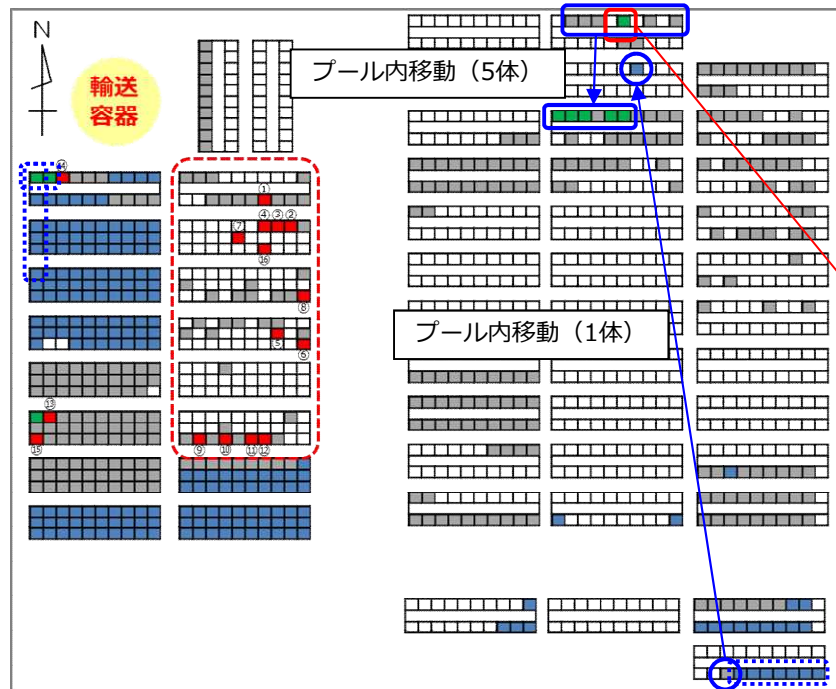 N
輸送
容器
プール内移動（5体）
⑭
①
④③②
⑦
⑯
⑧
プール内移動（1体）
⑤
⑥
⑬
⑮
⑨
⑩
⑪⑫